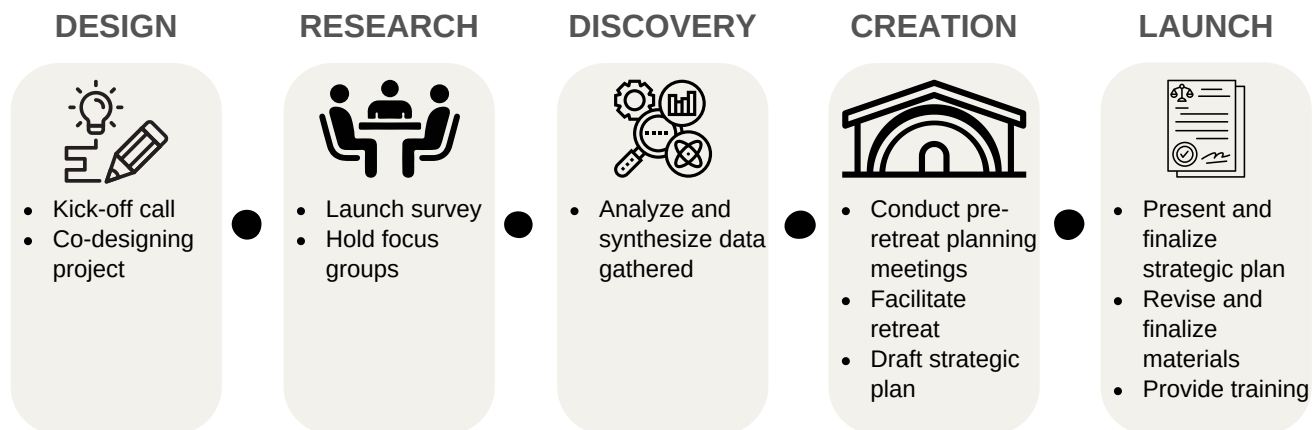 DESIGN
RESEARCH
DISCOVERY
CREATION
LAUNCH
• Kick-off call
• Co-designing
project
• Launch survey
• Hold focus
groups
• Analyze and
synthesize data
gathered
• Conduct pre-
retreat planning
meetings
• Facilitate
retreat
• Draft strategic
plan
• Present and
finalize
strategic plan
• Revise and
finalize
materials
• Provide training